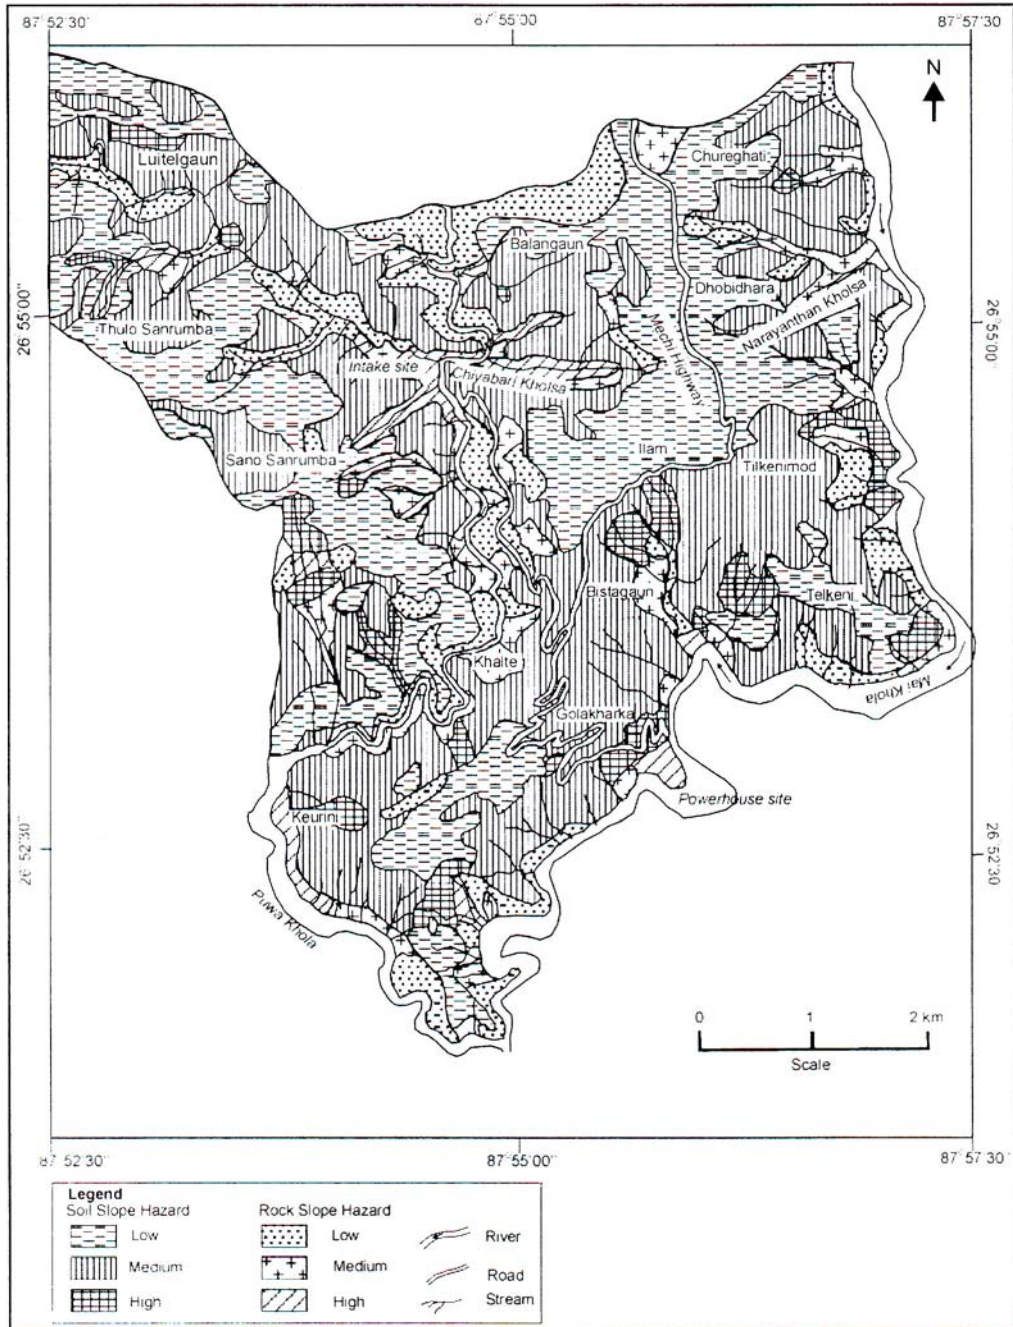 87°52'30" 87°55'00" 87°57'30"
N
Luitelgaun
Chureghati
Balangaun
Dhobidhara
26°55'00"
Thulo Sanrumba
Narayanthan Kholsa
26°55'00"
Mechi Highway
Intake site
Chiyabari Kholsa
Ilam
Sano Sanrumba
Tilkenimod
Bistagaun
Telkeni
Khalte
Mai Khola
Golakharka
Powerhouse site
Keurini
26°52'30"
26°52'30"
Puwa Khola
0 1 2 km
Scale
87°52'30" 87°55'00" 87°57'30"
Legend
Soil Slope Hazard Rock Slope Hazard
Low Low River
Medium Medium Road
High High Stream